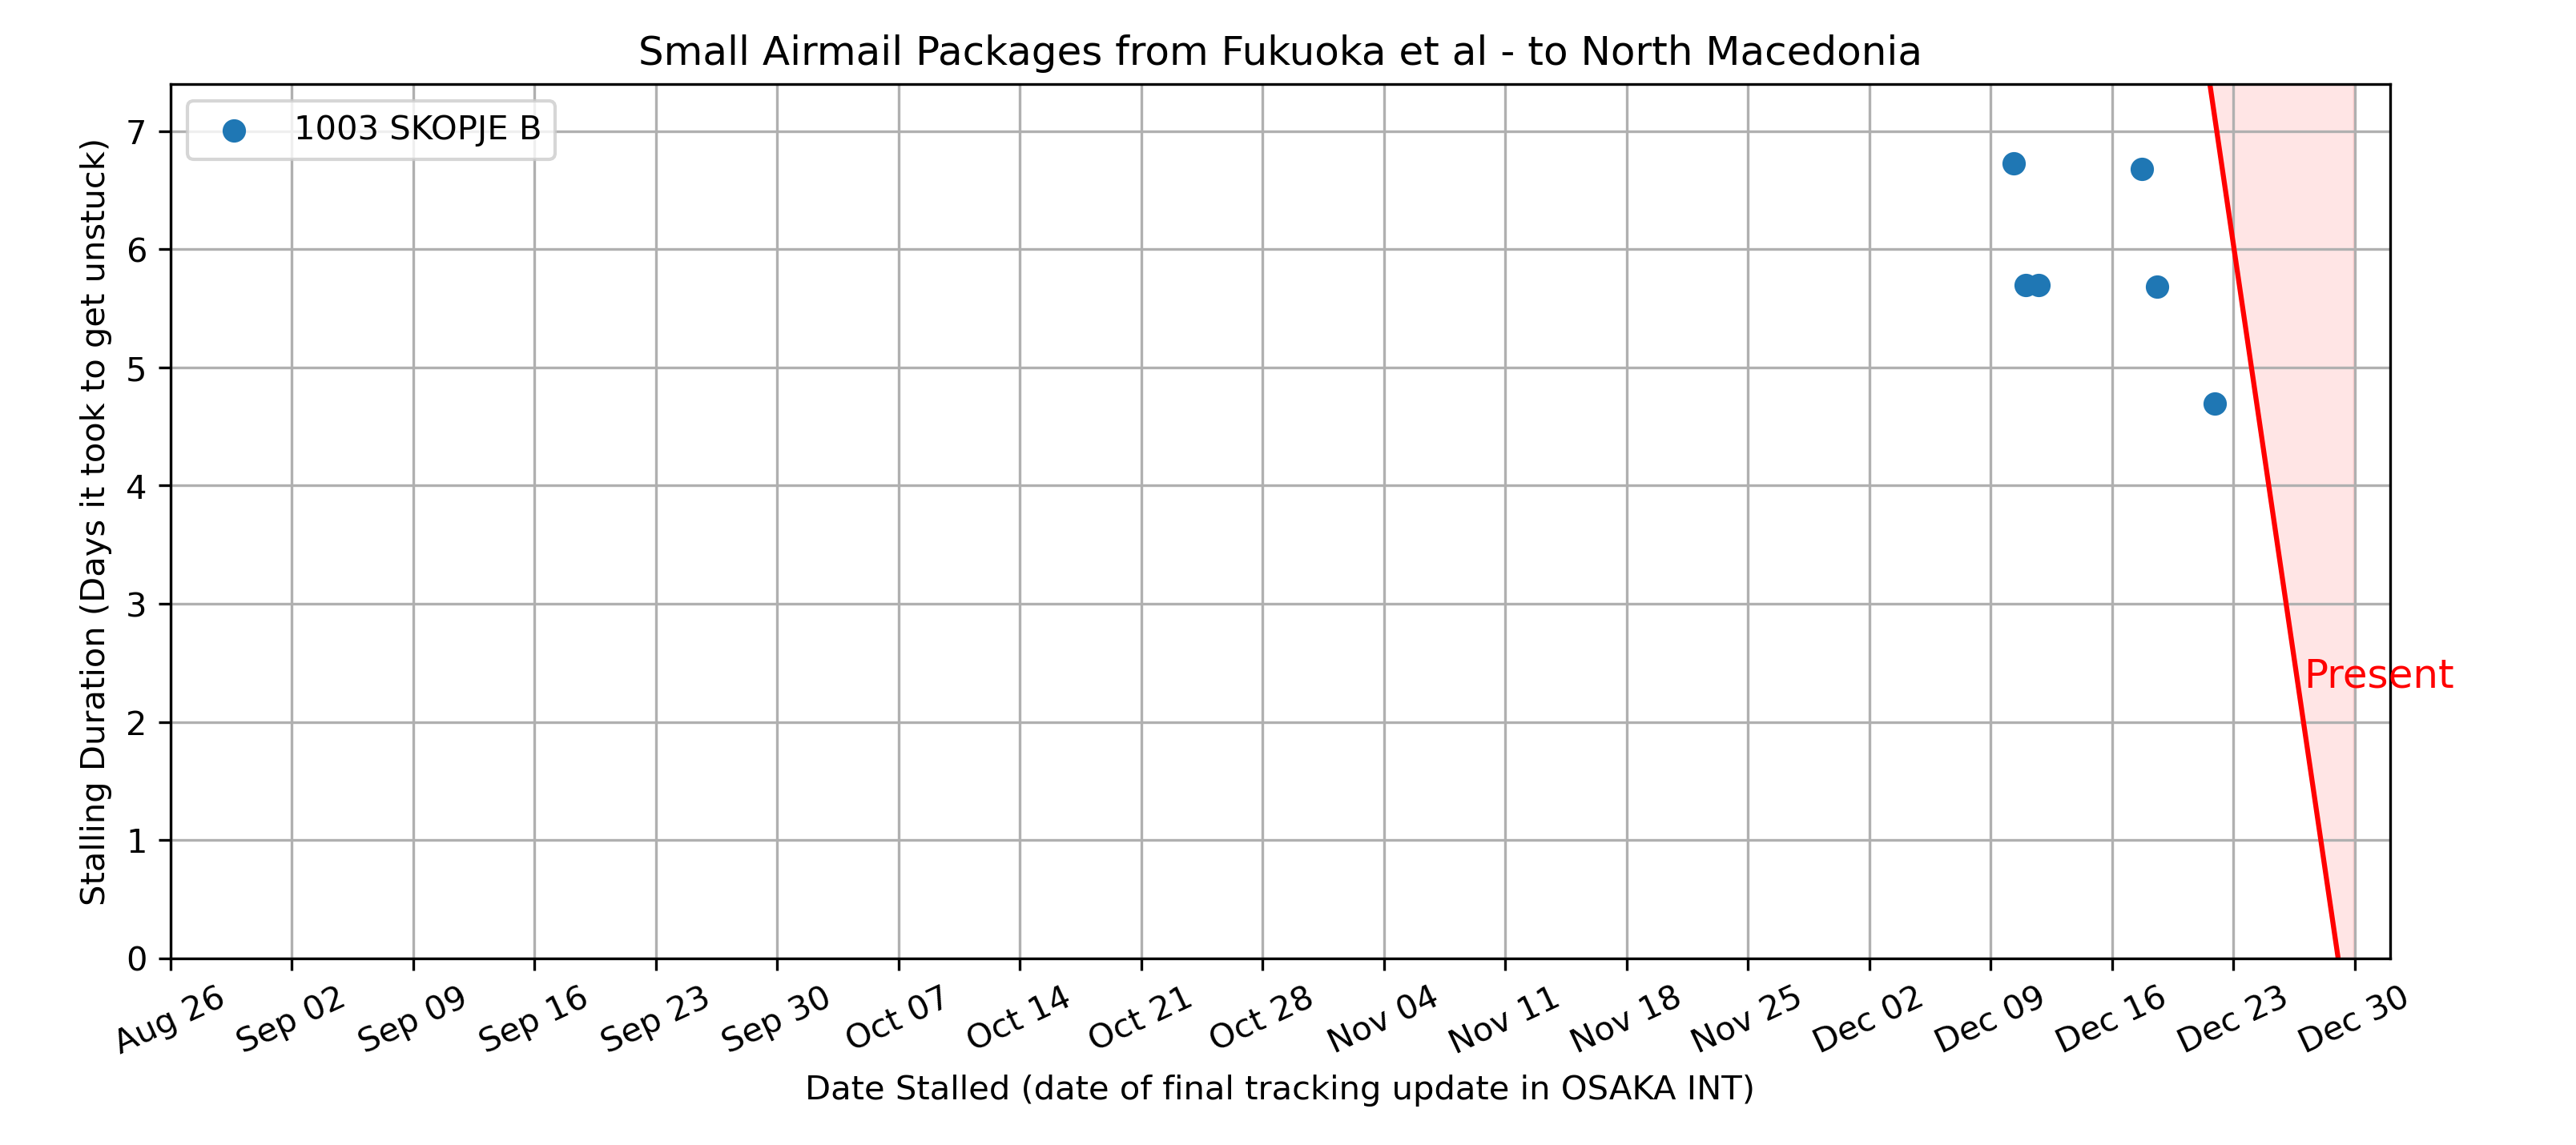 Small Airmail Packages from Fukuoka et al - to North Macedonia
1003 SKOPJE B
Stalling Duration (Days it took to get unstuck)
7
6
5
4
3
2
1
0
Present
Aug 26
Sep 02
Sep 09
Sep 16
Sep 23
Sep 30
Oct 07
Oct 14
Oct 21
Oct 28
Nov 04
Nov 11
Nov 18
Nov 25
Dec 02
Dec 09
Dec 16
Dec 23
Dec 30
Date Stalled (date of final tracking update in OSAKA INT)